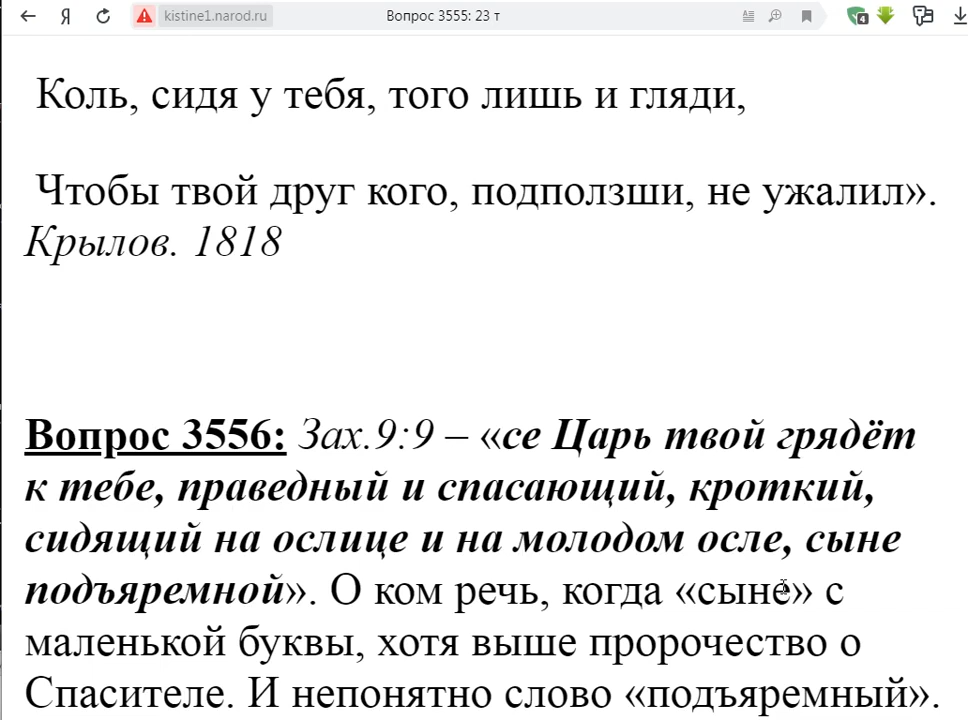 kistine1.narod.ru Вопрос 3555: 23 т 4
Коль, сидя у тебя, того лишь и гляди,
Чтобы твой друг кого, подползши, не ужалил».
Крылов. 1818
Вопрос 3556: Зах.9:9 – «се Царь твой грядёт
к тебе, праведный и спасающий, кроткий,
сидящий на ослице и на молодом осле, сыне
подъяремной». О ком речь, когда «сыне» с
маленькой буквы, хотя выше пророчество о
Спасителе. И непонятно слово «подъяремный».